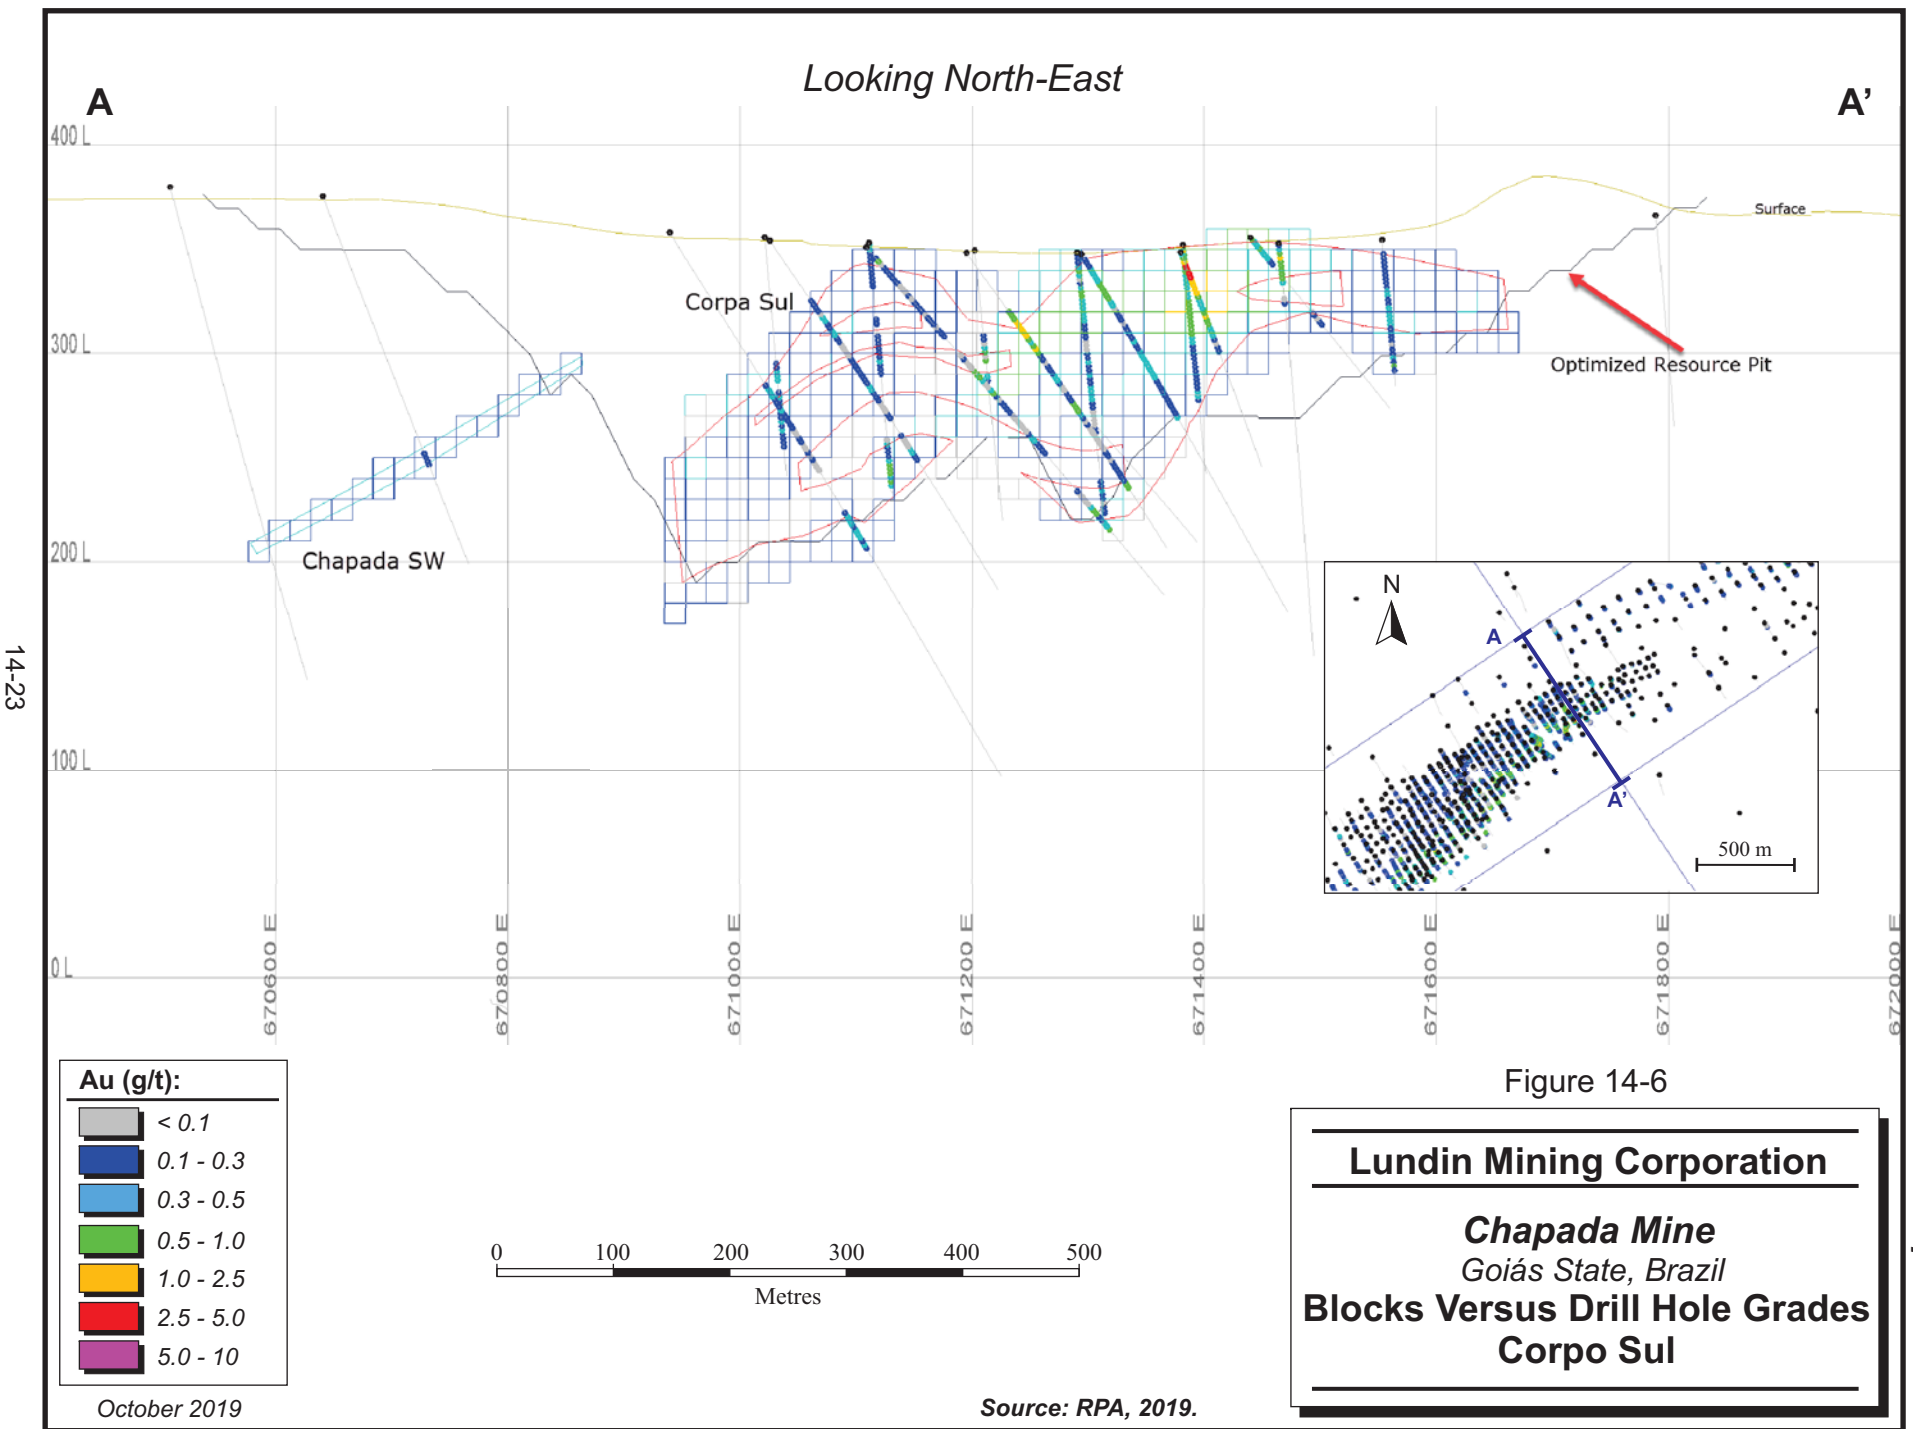 Looking North-East
A
A’
400 L
Surface
Corpa Sul
300 L
Optimized Resource Pit
200 L
Chapada SW
N
A
A’
500 m
14-23
100 L
0 L
670600 E
670800 E
671000 E
671200 E
671400 E
671600 E
671800 E
672000 E
Au (g/t):
< 0.1
0.1 - 0.3
0.3 - 0.5
0.5 - 1.0
1.0 - 2.5
2.5 - 5.0
5.0 - 10
October 2019
0 100 200 300 400 500
Metres
Source: RPA, 2019.
Figure 14-6
Lundin Mining Corporation
Chapada Mine
Goiás State, Brazil
Blocks Versus Drill Hole Grades
Corpo Sul